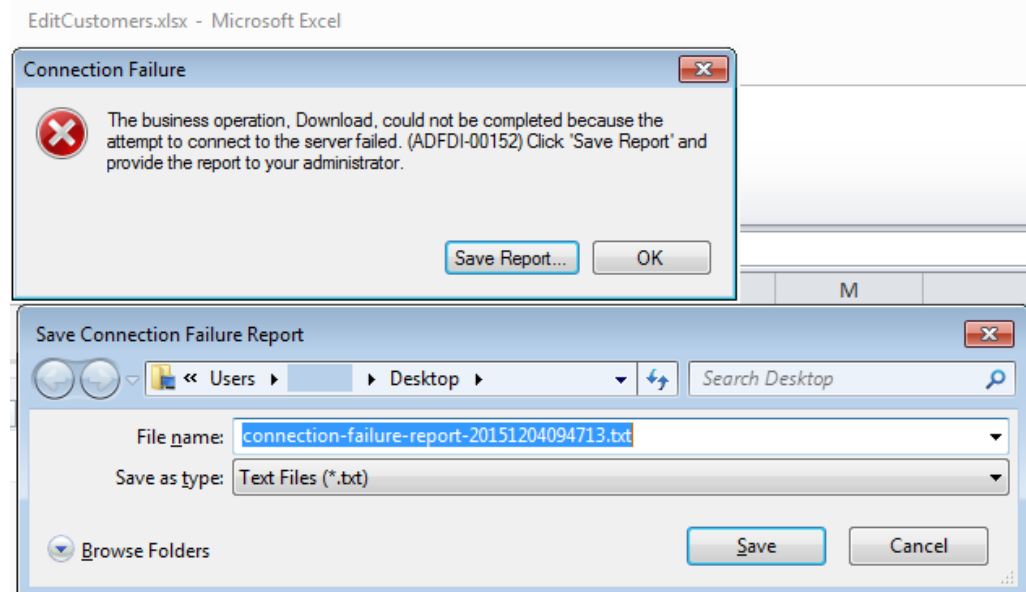 EditCustomers.xlsx - Microsoft Excel
Connection Failure
The business operation, Download, could not be completed because the
attempt to connect to the server failed. (ADFDI-00152) Click 'Save Report' and
provide the report to your administrator.
Save Report... OK
M
Save Connection Failure Report
« Users Desktop Search Desktop
File name: connection-failure-report-20151204094713.txt
Save as type: Text Files (*.txt)
Browse Folders Save Cancel